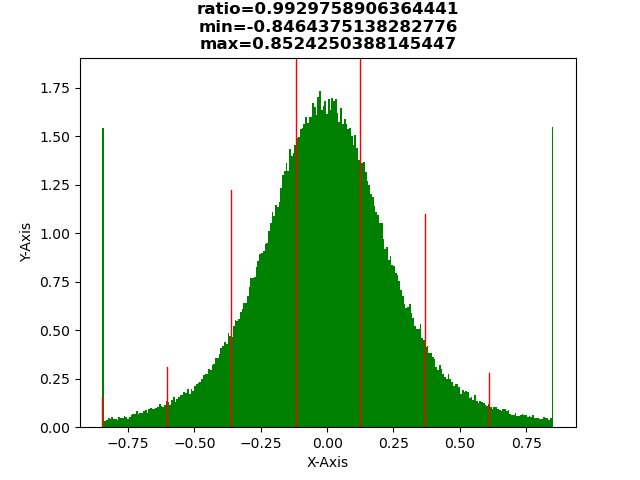 ratio=0.9929758906364441
min=-0.8464375138282776
max=0.8524250388145447
1.75
1.50
1.25
1.00
0.75
0.50
0.25
0.00
Y-Axis
−0.75 −0.50 −0.25 0.00 0.25 0.50 0.75
X-Axis